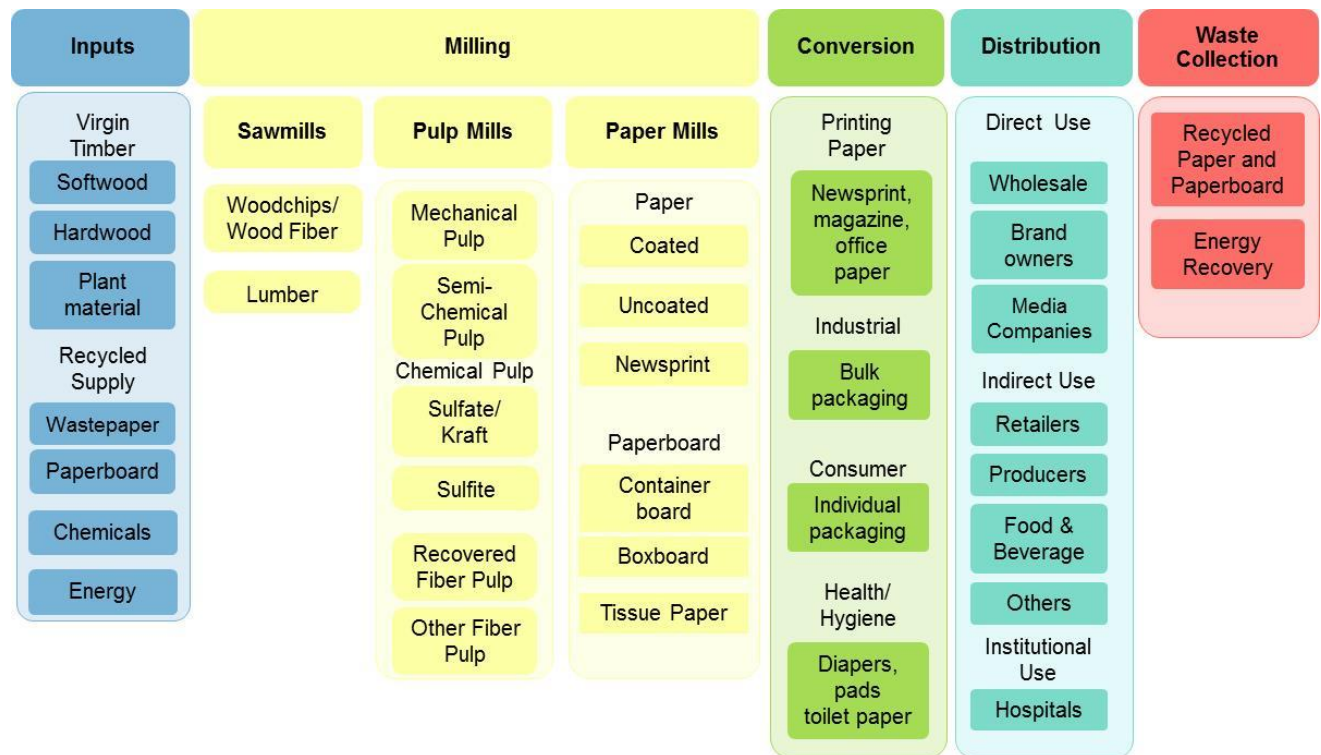 Inputs
Milling
Conversion
Distribution
Waste
Collection
Virgin
Timber
Softwood
Hardwood
Plant
material
Recycled
Supply
Wastepaper
Paperboard
Chemicals
Energy
Sawmills
Woodchips/
Wood Fiber
Lumber
Pulp Mills
Mechanical
Pulp
Semi-
Chemical
Pulp
Chemical Pulp
Sulfate/
Kraft
Sulfite
Recovered
Fiber Pulp
Other Fiber
Pulp
Paper Mills
Paper
Coated
Uncoated
Newsprint
Paperboard
Container
board
Boxboard
Tissue Paper
Printing
Paper
Newsprint,
magazine,
office
paper
Industrial
Bulk
packaging
Consumer
Individual
packaging
Health/
Hygiene
Diapers,
pads
toilet paper
Direct Use
Wholesale
Brand
owners
Media
Companies
Indirect Use
Retailers
Producers
Food &
Beverage
Others
Institutional
Use
Hospitals
Recycled
Paper and
Paperboard
Energy
Recovery